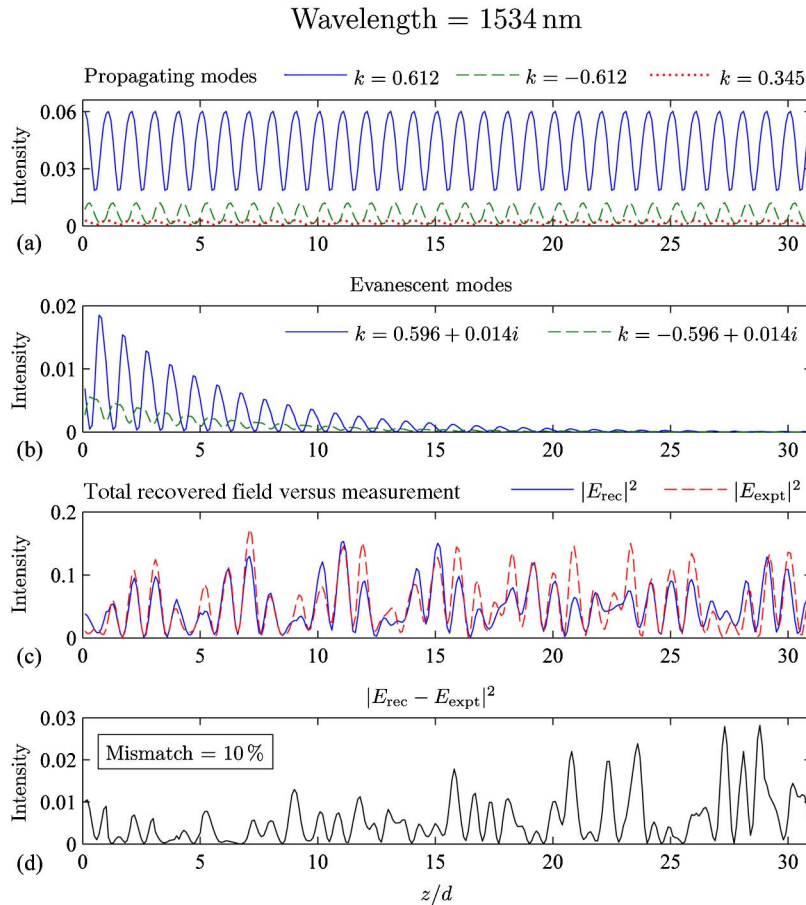 Wavelength = 1534 nm
Propagating modes k = 0.612 k = −0.612 k = 0.345
Intensity
0.06
0.03
0
(a)
0 5 10 15 20 25 30
Evanescent modes
k = 0.596 + 0.014i k = −0.596 + 0.014i
Intensity
0.02
0.01
0
(b)
0 5 10 15 20 25 30
Total recovered field versus measurement |E_rec|² |E_expt|²
Intensity
0.2
0.1
0
(c)
0 5 10 15 20 25 30
|E_rec − E_expt|²
Mismatch = 10 %
Intensity
0.03
0.02
0.01
0
(d)
0 5 10 15 20 25 30
z/d